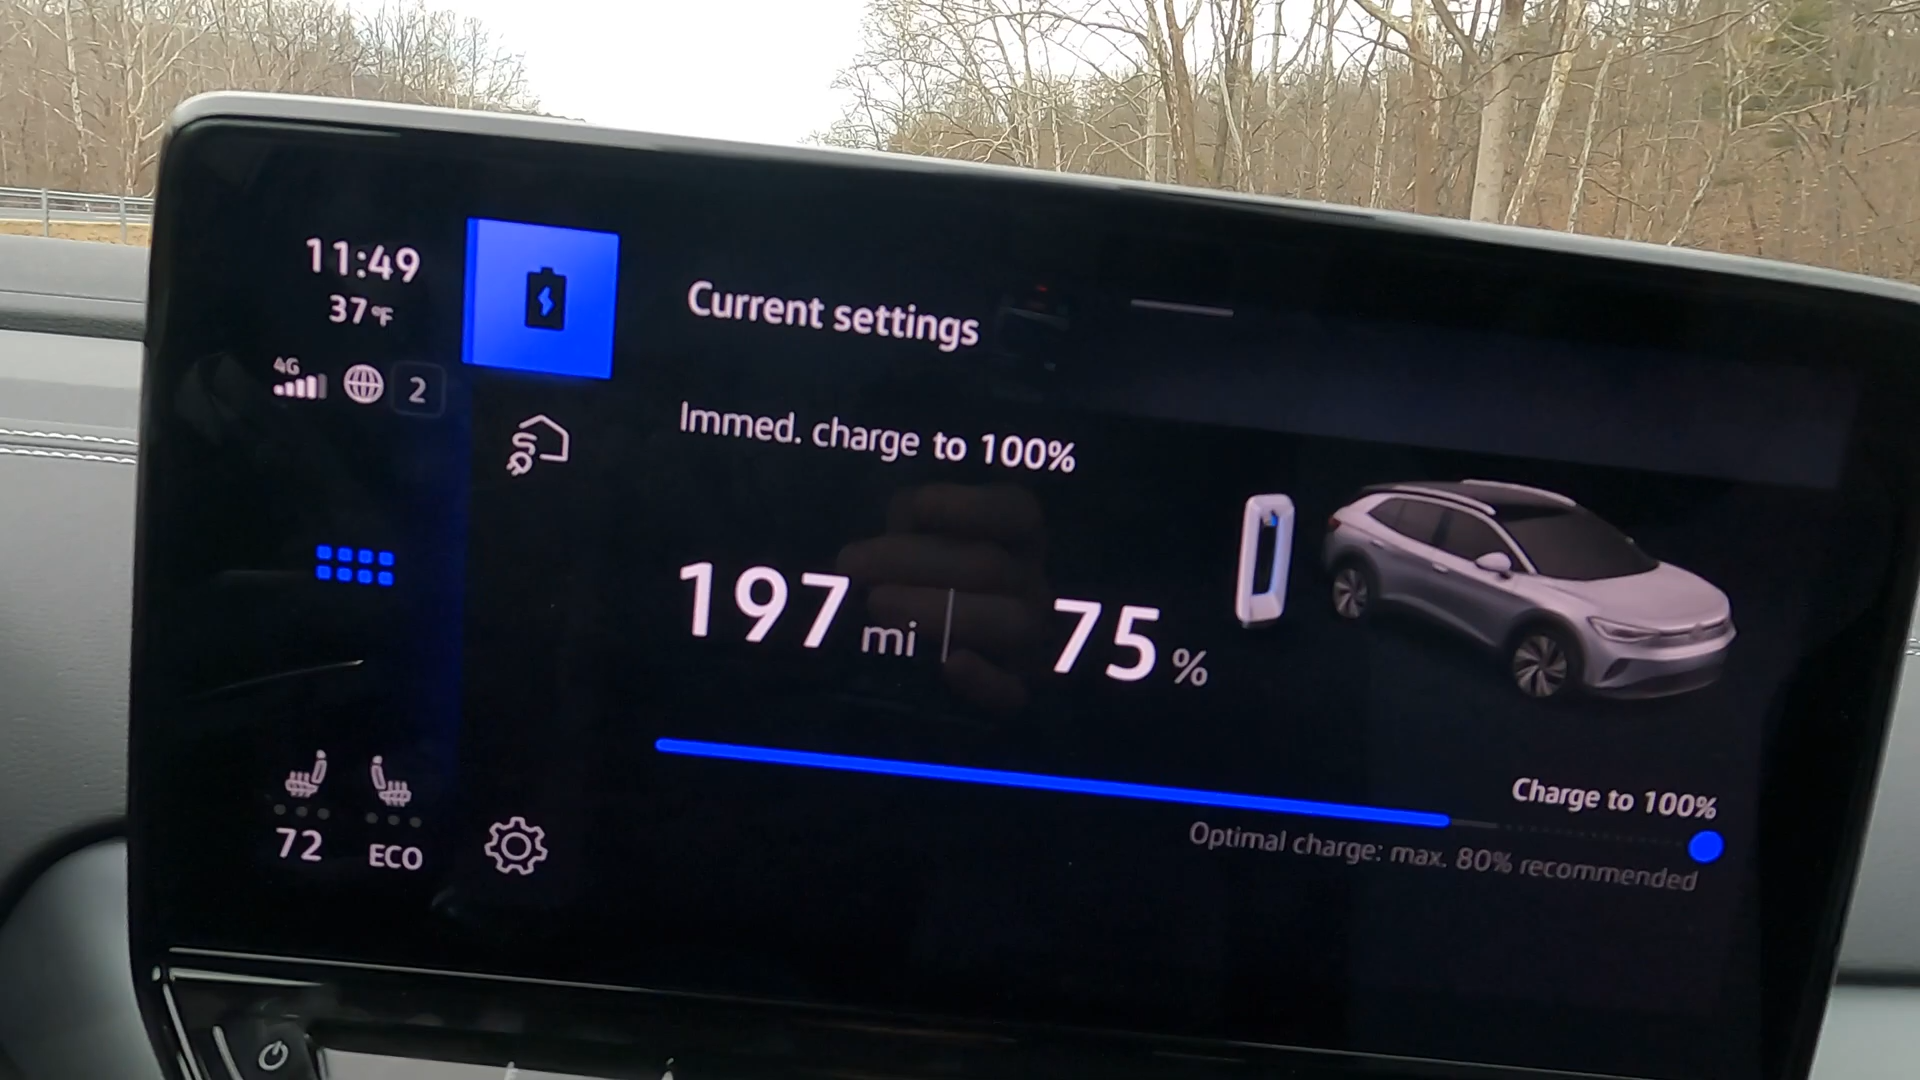 11:49
37°F
4G
2
Current settings
Immed. charge to 100%
197 mi
75 %
Charge to 100%
Optimal charge: max. 80% recommended
72
ECO